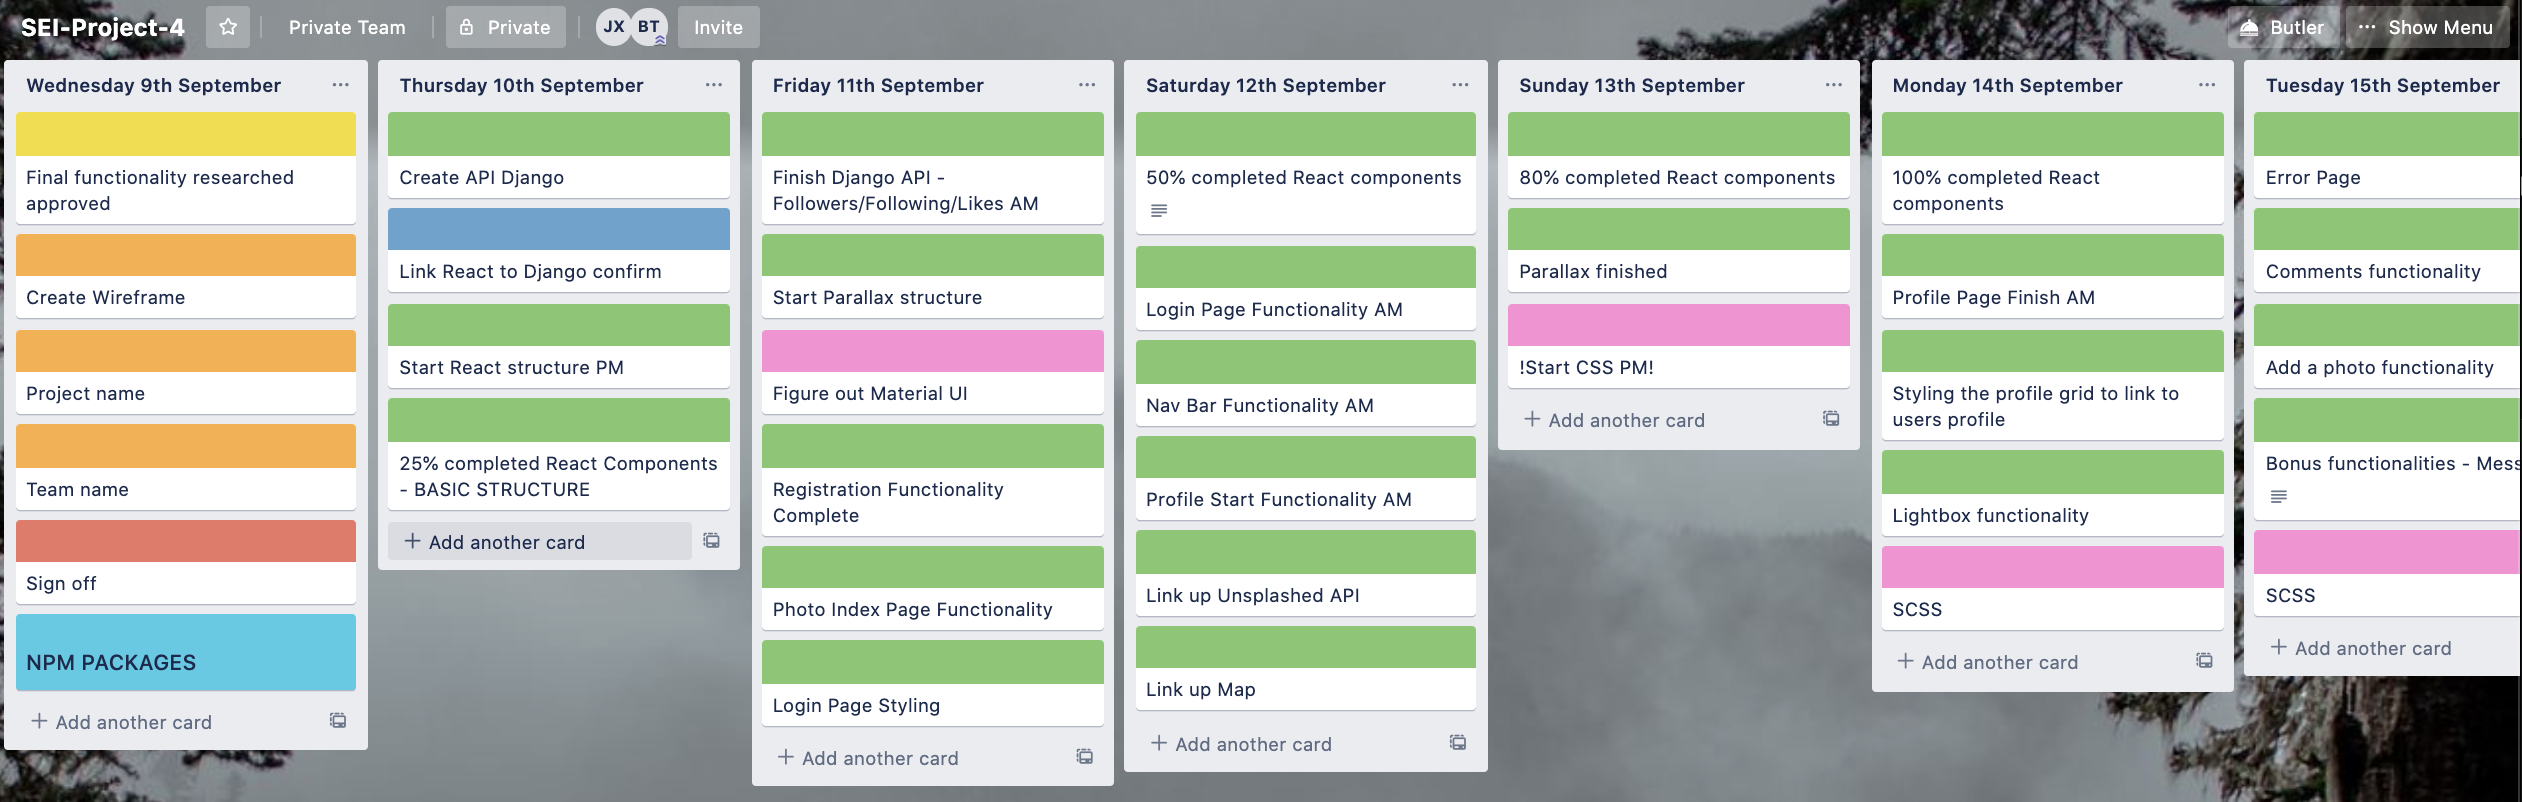 SEI-Project-4
Private Team
Private
JX
BT
Invite
Butler
Show Menu
Wednesday 9th September
Final functionality researched
approved
Create Wireframe
Project name
Team name
Sign off
NPM PACKAGES
Add another card
Thursday 10th September
Create API Django
Link React to Django confirm
Start React structure PM
25% completed React Components
- BASIC STRUCTURE
Add another card
Friday 11th September
Finish Django API -
Followers/Following/Likes AM
Start Parallax structure
Figure out Material UI
Registration Functionality
Complete
Photo Index Page Functionality
Login Page Styling
Add another card
Saturday 12th September
50% completed React components
Login Page Functionality AM
Nav Bar Functionality AM
Profile Start Functionality AM
Link up Unsplashed API
Link up Map
Add another card
Sunday 13th September
80% completed React components
Parallax finished
!Start CSS PM!
Add another card
Monday 14th September
100% completed React
components
Profile Page Finish AM
Styling the profile grid to link to
users profile
Lightbox functionality
SCSS
Add another card
Tuesday 15th September
Error Page
Comments functionality
Add a photo functionality
Bonus functionalities - Mess
SCSS
Add another card